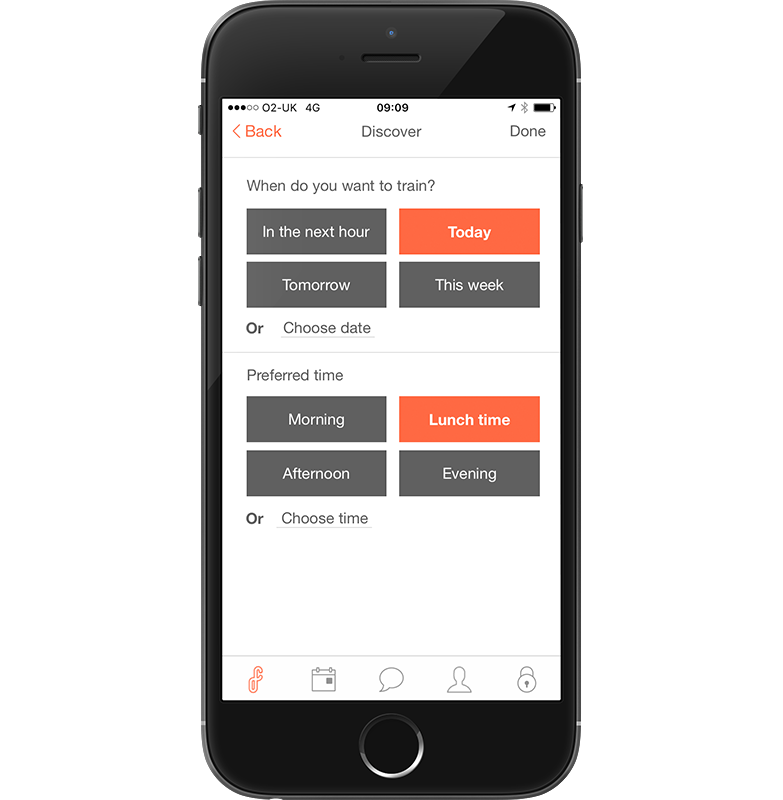 O2-UK 4G 09:09
Back Discover Done
When do you want to train?
In the next hour Today
Tomorrow This week
Or Choose date
Preferred time
Morning Lunch time
Afternoon Evening
Or Choose time